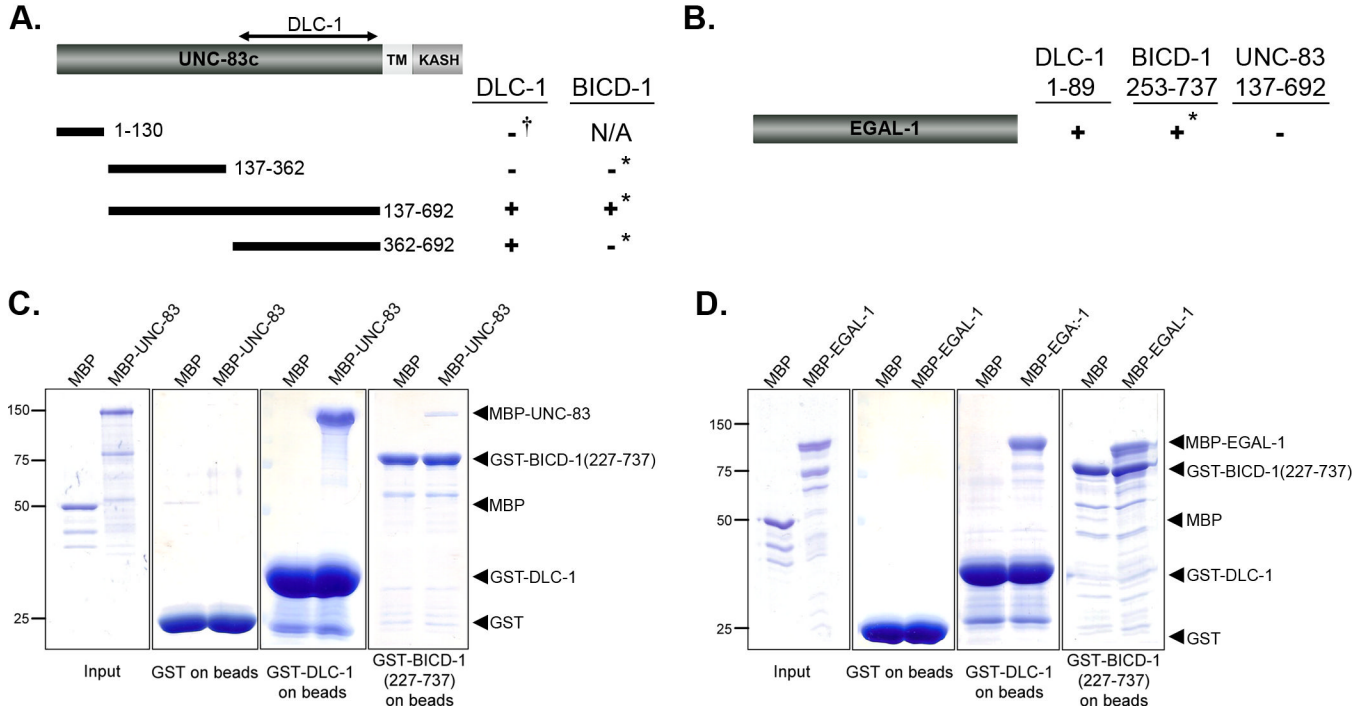 A.
DLC-1
UNC-83c TM KASH
DLC-1 BICD-1
1-130 -† N/A
137-362 - -*
137-692 + +*
362-692 + -*
B.
DLC-1 BICD-1 UNC-83
1-89 253-737 137-692
EGAL-1 + +* -
C.
MBP MBP-UNC-83 MBP MBP-UNC-83 MBP MBP-UNC-83 MBP MBP-UNC-83
150
75
50
25
MBP-UNC-83
GST-BICD-1(227-737)
MBP
GST-DLC-1
GST
Input
GST on beads
GST-DLC-1
on beads
GST-BICD-1
(227-737)
on beads
D.
MBP MBP-EGAL-1 MBP MBP-EGAL-1 MBP MBP-EGA:-1 MBP MBP-EGAL-1
150
75
50
25
MBP-EGAL-1
GST-BICD-1(227-737)
MBP
GST-DLC-1
GST
Input
GST on beads
GST-DLC-1
on beads
GST-BICD-1
(227-737)
on beads